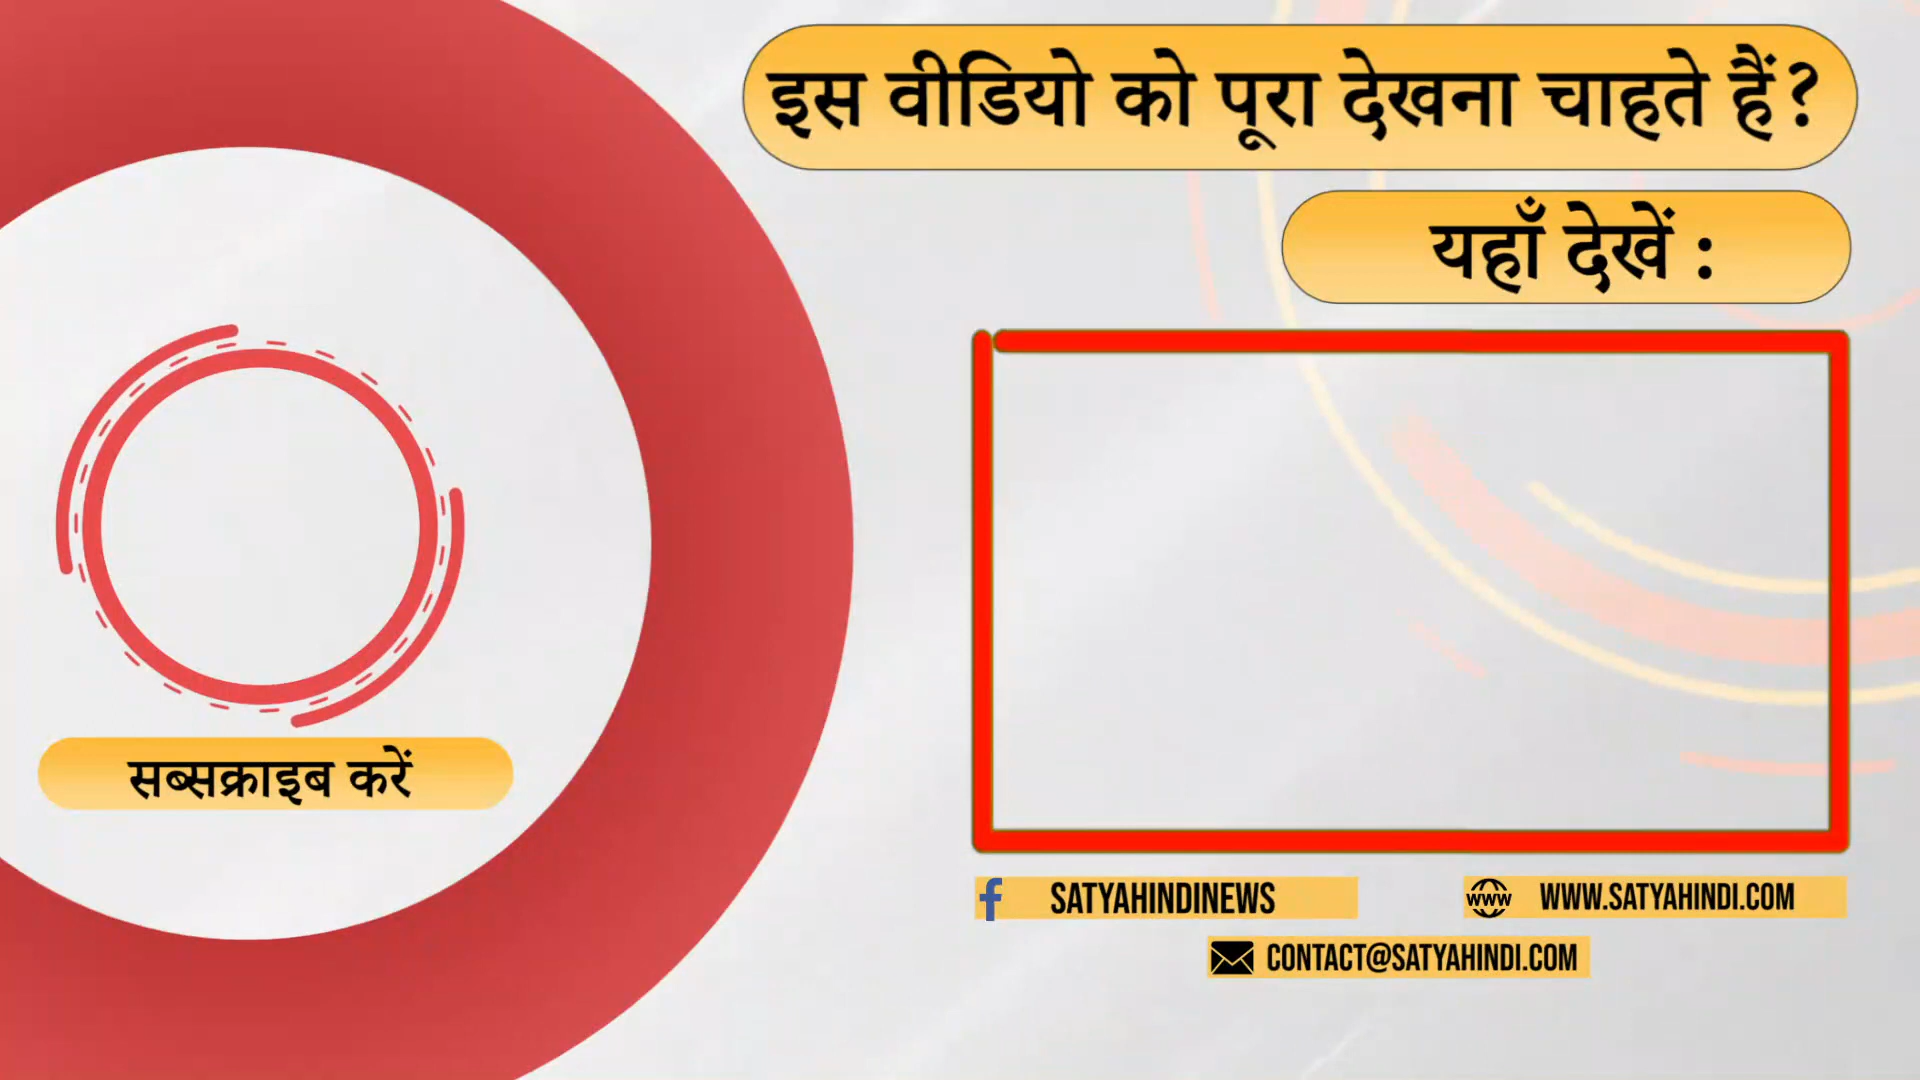 इस वीडियो को पूरा देखना चाहते हैं?
यहाँ देखें :
सब्सक्राइब करें
SATYAHINDINEWS
WWW.SATYAHINDI.COM
CONTACT@SATYAHINDI.COM